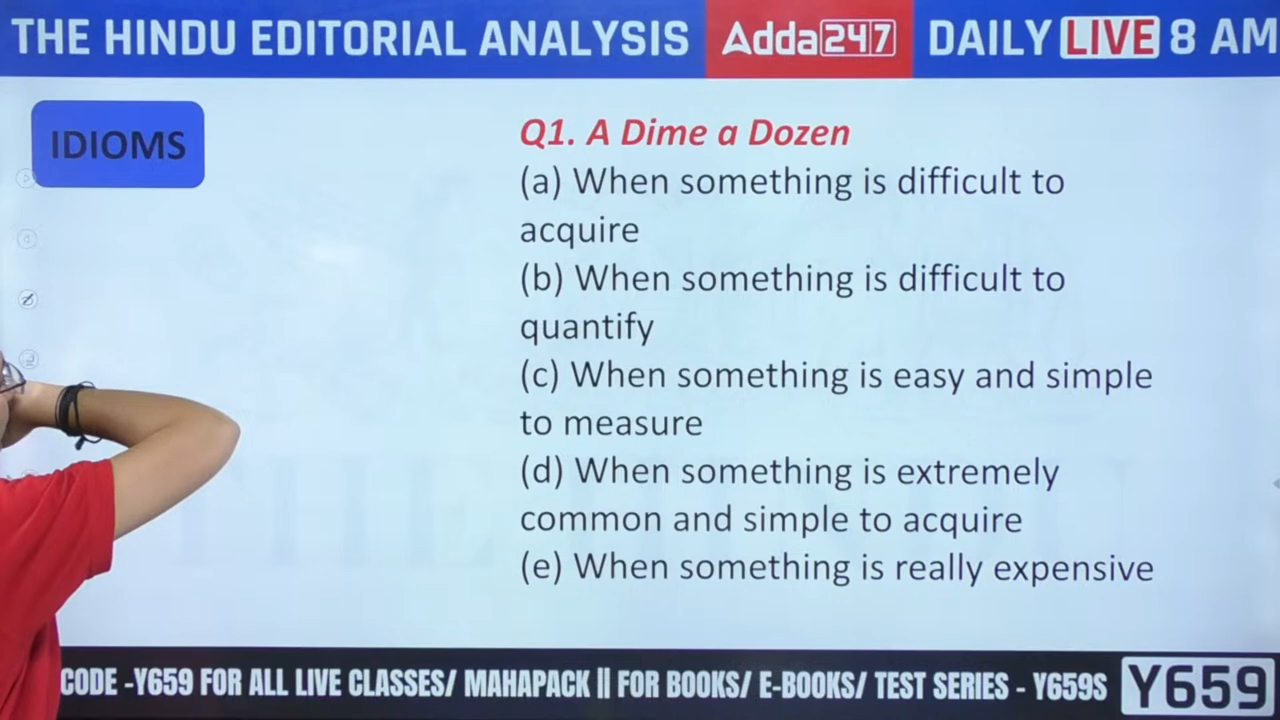 THE HINDU EDITORIAL ANALYSIS Adda247 DAILY LIVE 8 AM
IDIOMS
Q1. A Dime a Dozen
(a) When something is difficult to
acquire
(b) When something is difficult to
quantify
(c) When something is easy and simple
to measure
(d) When something is extremely
common and simple to acquire
(e) When something is really expensive
CODE -Y659 FOR ALL LIVE CLASSES/ MAHAPACK || FOR BOOKS/ E-BOOKS/ TEST SERIES - Y659S Y659